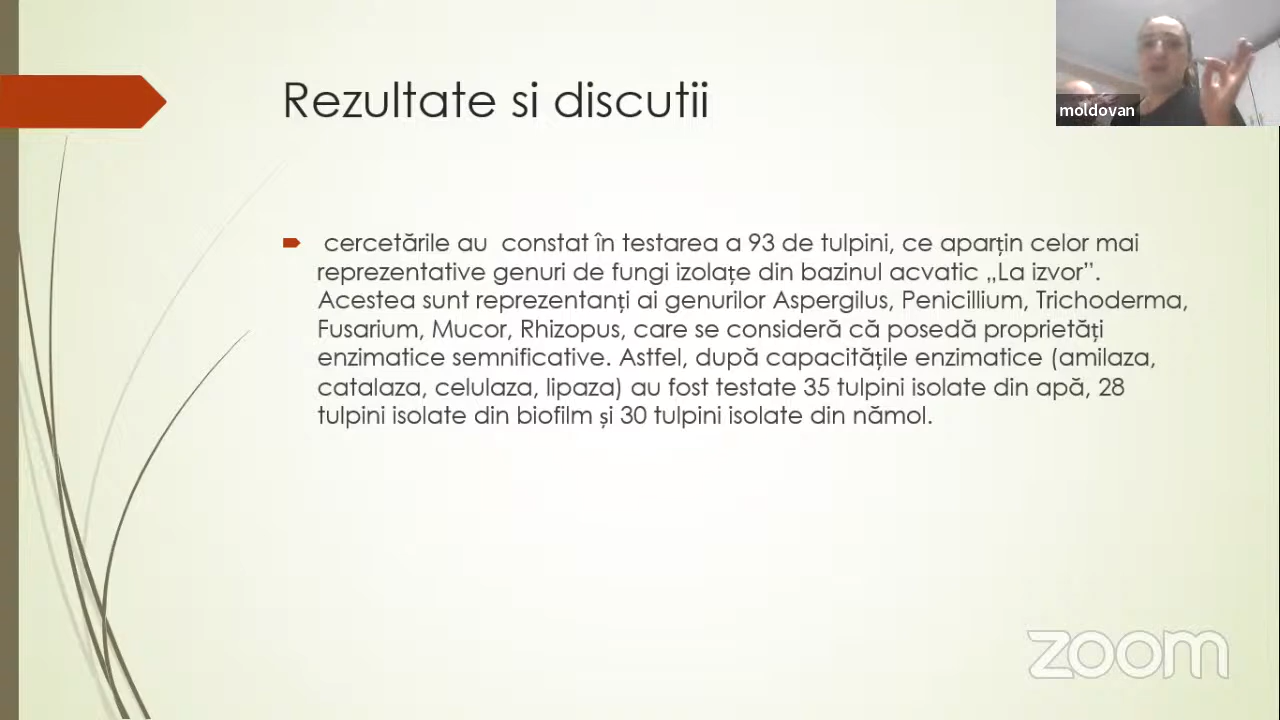 Rezultate si discutii
moldovan
cercetările au constat în testarea a 93 de tulpini, ce aparțin celor mai
reprezentative genuri de fungi izolațe din bazinul acvatic „La izvor”.
Acestea sunt reprezentanți ai genurilor Aspergilus, Penicillium, Trichoderma,
Fusarium, Mucor, Rhizopus, care se consideră că posedă proprietăți
enzimatice semnificative. Astfel, după capacitățile enzimatice (amilaza,
catalaza, celulaza, lipaza) au fost testate 35 tulpini isolate din apă, 28
tulpini isolate din biofilm și 30 tulpini isolate din nămol.
zoom